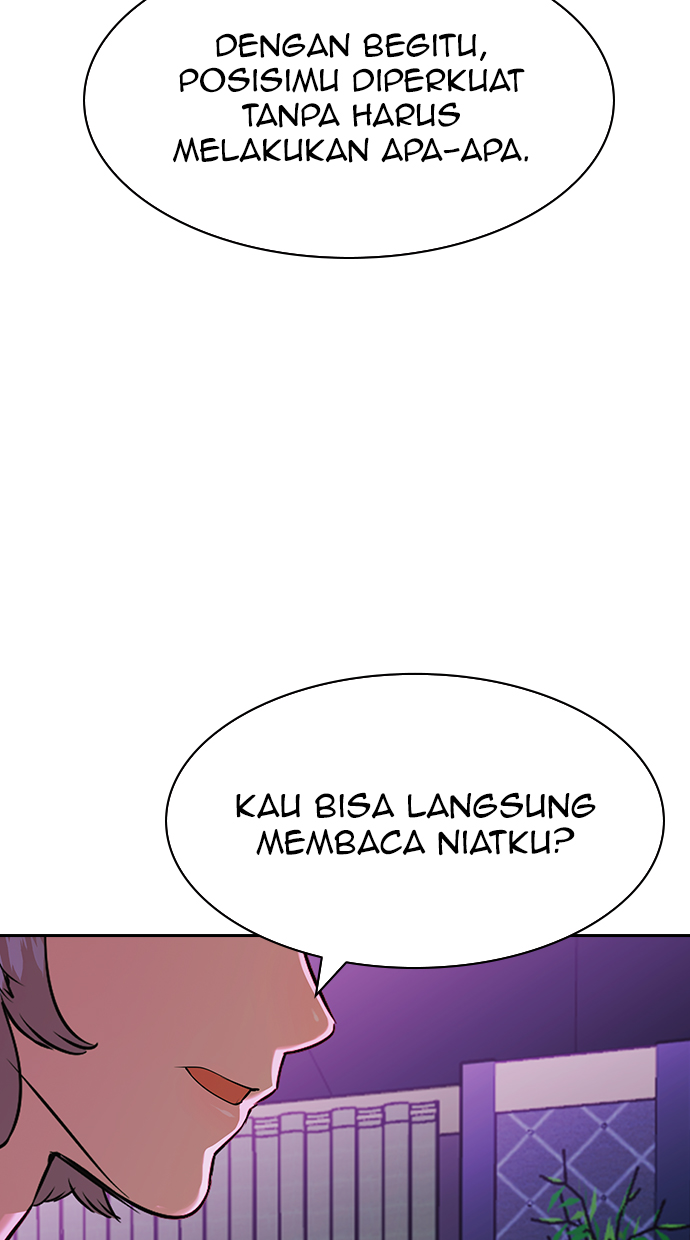 DENGAN BEGITU,
POSISIMU DIPERKUAT
TANPA HARUS
MELAKUKAN APA-APA.
KAU BISA LANGSUNG
MEMBACA NIATKU?